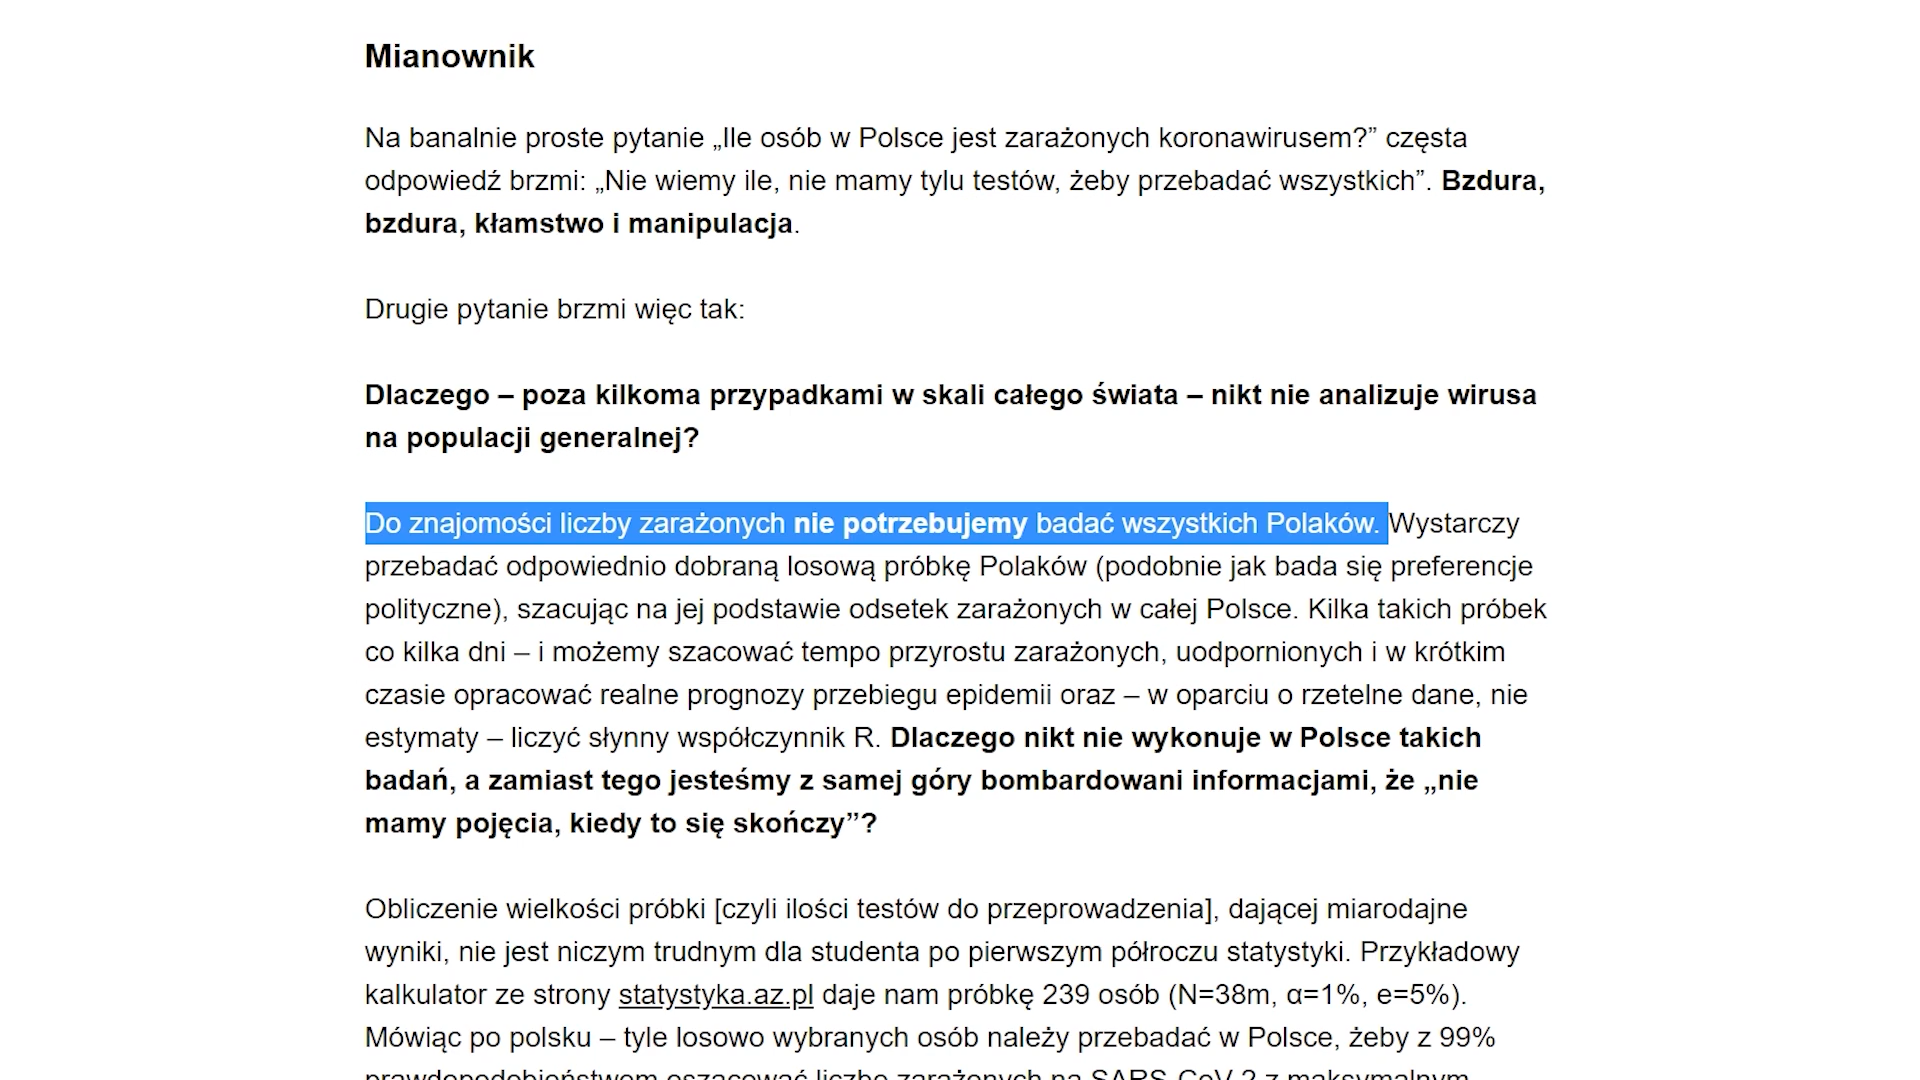 Mianownik
Na banalnie proste pytanie „Ile osób w Polsce jest zarażonych koronawirusem?” częsta
odpowiedź brzmi: „Nie wiemy ile, nie mamy tylu testów, żeby przebadać wszystkich”. Bzdura,
bzdura, kłamstwo i manipulacja.
Drugie pytanie brzmi więc tak:
Dlaczego – poza kilkoma przypadkami w skali całego świata – nikt nie analizuje wirusa
na populacji generalnej?
Do znajomości liczby zarażonych nie potrzebujemy badać wszystkich Polaków. Wystarczy
przebadać odpowiednio dobraną losową próbkę Polaków (podobnie jak bada się preferencje
polityczne), szacując na jej podstawie odsetek zarażonych w całej Polsce. Kilka takich próbek
co kilka dni – i możemy szacować tempo przyrostu zarażonych, uodpornionych i w krótkim
czasie opracować realne prognozy przebiegu epidemii oraz – w oparciu o rzetelne dane, nie
estymaty – liczyć słynny współczynnik R. Dlaczego nikt nie wykonuje w Polsce takich
badań, a zamiast tego jesteśmy z samej góry bombardowani informacjami, że „nie
mamy pojęcia, kiedy to się skończy”?
Obliczenie wielkości próbki [czyli ilości testów do przeprowadzenia], dającej miarodajne
wyniki, nie jest niczym trudnym dla studenta po pierwszym półroczu statystyki. Przykładowy
kalkulator ze strony statystyka.az.pl daje nam próbkę 239 osób (N=38m, α=1%, e=5%).
Mówiąc po polsku – tyle losowo wybranych osób należy przebadać w Polsce, żeby z 99%
prawdopodobieństwem oszacować liczbę zarażonych na SARS-CoV-2 z maksymalnym